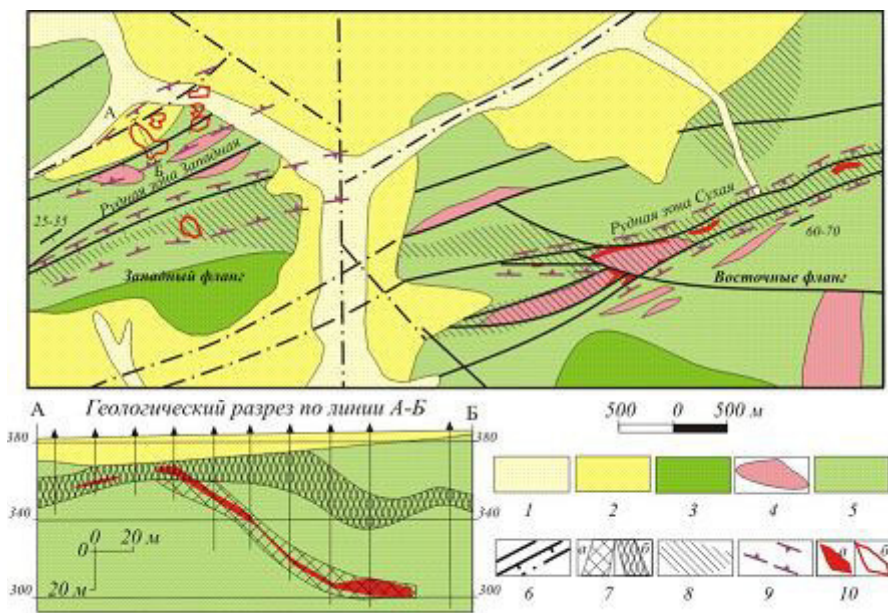 А
Б
Рудная зона Западная
25-35
Западный фланг
Рудная зона Сухая
60-70
Восточные фланг
А Геологический разрез по линии А-Б Б
500 0 500 м
380 380
340 340
0 20 м
0
20 м
300 300
1 2 3 4 5
а б а б
6 7 8 9 10